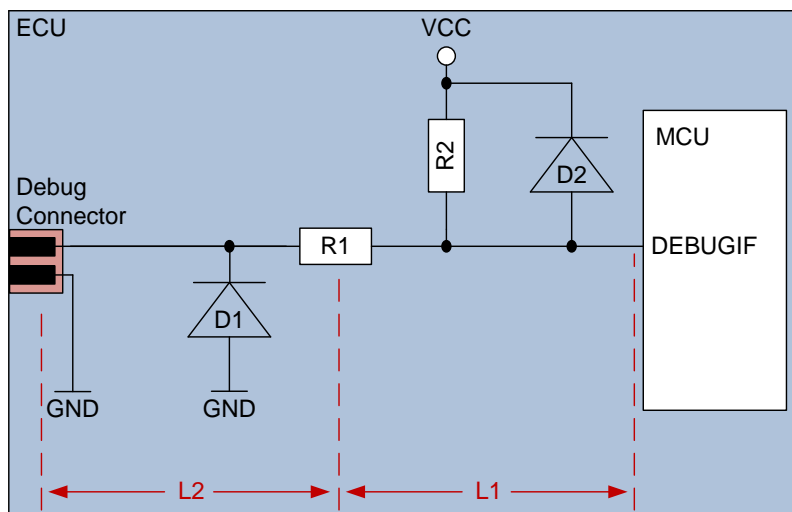 ECU
VCC
R2
D2
MCU
Debug
Connector
R1
DEBUGIF
D1
GND
GND
L2
L1